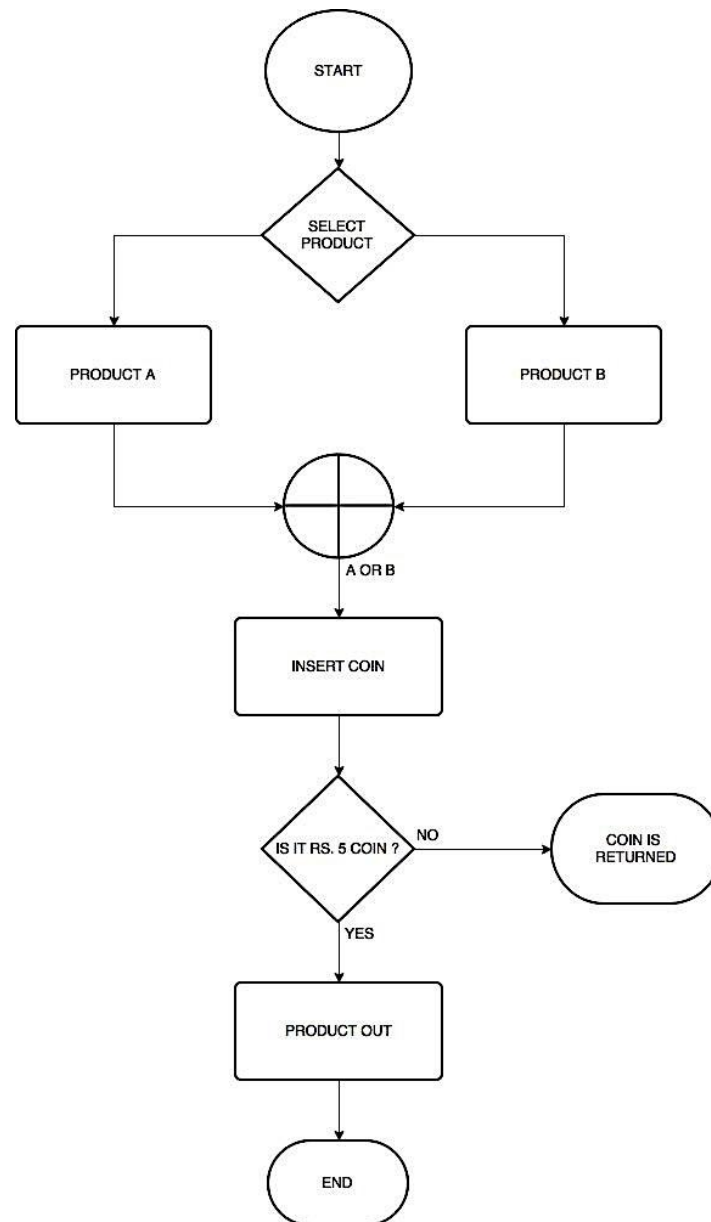 START
SELECT
PRODUCT
PRODUCT A
PRODUCT B
A OR B
INSERT COIN
IS IT RS. 5 COIN ?
NO
COIN IS
RETURNED
YES
PRODUCT OUT
END